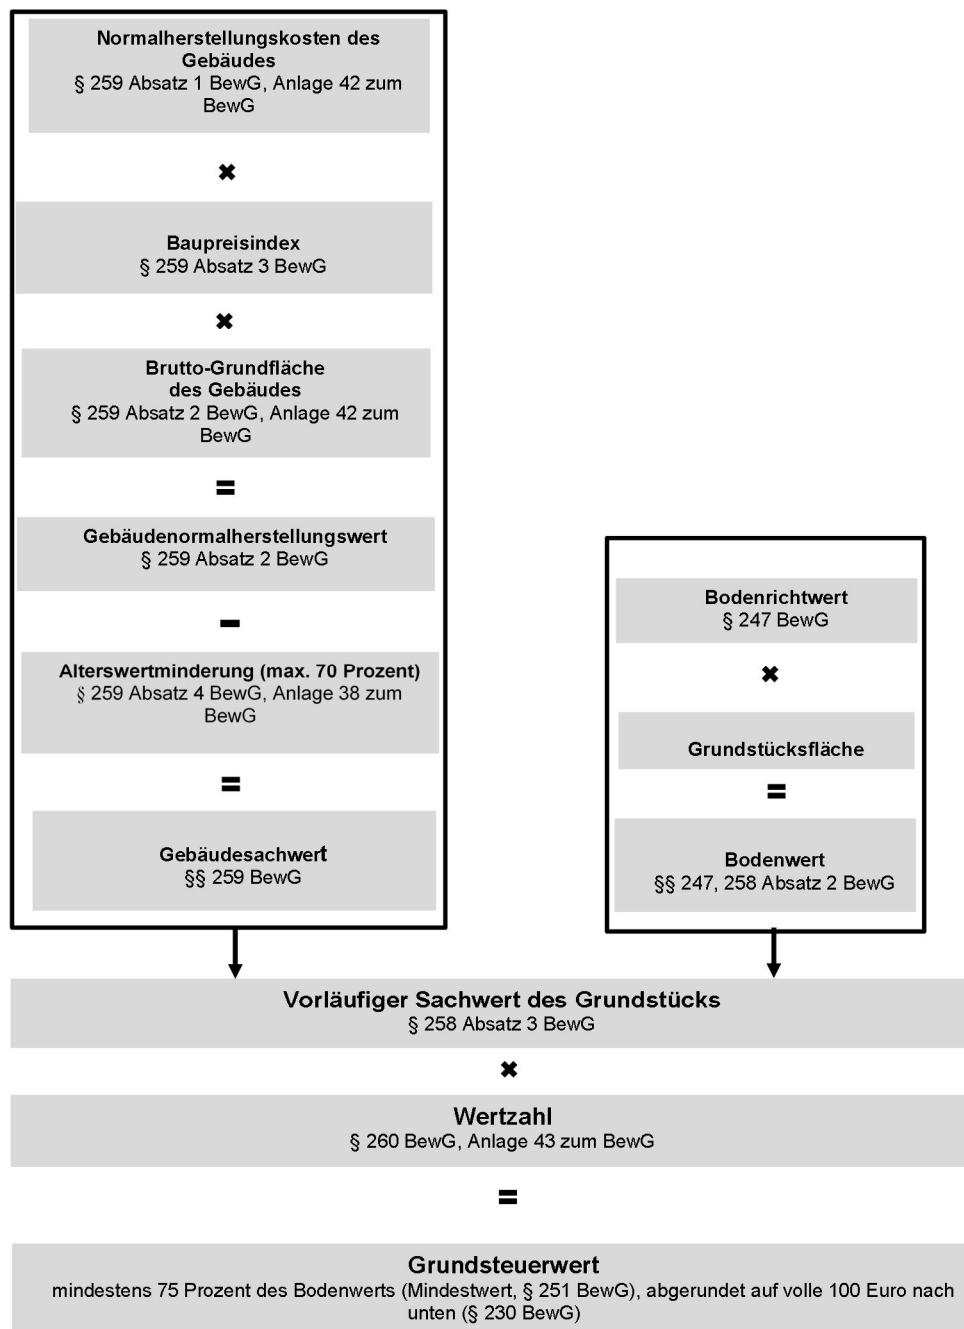 Normalherstellungskosten des
Gebäudes
§ 259 Absatz 1 BewG, Anlage 42 zum
BewG
✖
Baupreisindex
§ 259 Absatz 3 BewG
✖
Brutto-Grundfläche
des Gebäudes
§ 259 Absatz 2 BewG, Anlage 42 zum
BewG
=
Gebäudenormalherstellungswert
§ 259 Absatz 2 BewG
–
Alterswertminderung (max. 70 Prozent)
§ 259 Absatz 4 BewG, Anlage 38 zum
BewG
=
Gebäudesachwert
§§ 259 BewG
Bodenrichtwert
§ 247 BewG
✖
Grundstücksfläche
=
Bodenwert
§§ 247, 258 Absatz 2 BewG
Vorläufiger Sachwert des Grundstücks
§ 258 Absatz 3 BewG
✖
Wertzahl
§ 260 BewG, Anlage 43 zum BewG
=
Grundsteuerwert
mindestens 75 Prozent des Bodenwerts (Mindestwert, § 251 BewG), abgerundet auf volle 100 Euro nach
unten (§ 230 BewG)